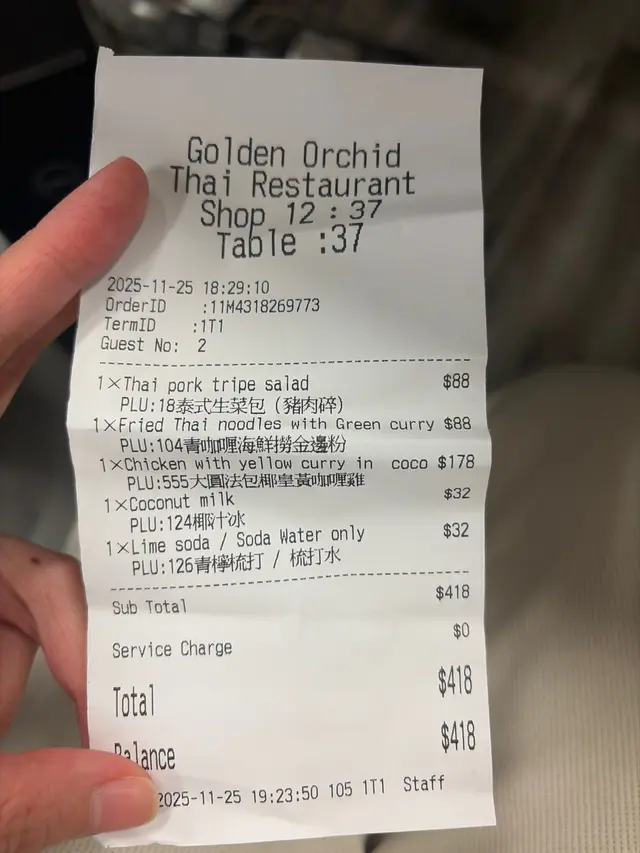 Golden Orchid
Thai Restaurant
Shop 12 : 37
Table :37
2025-11-25 18:29:10
OrderID :11M4318269773
TermID :1T1
Guest No: 2
1×Thai pork tripe salad $88
PLU:18泰式生菜包 (豬肉碎)
1×Fried Thai noodles with Green curry $88
PLU:104青咖喱海鮮撈金邊粉
1×Chicken with yellow curry in coco $178
PLU:555大圓法包椰皇黃咖喱雞
1×Coconut milk $32
PLU:124椰汁冰
1×Lime soda / Soda Water only $32
PLU:126青檸梳打 / 梳打水
Sub Total $418
Service Charge $0
Total $418
Balance $418
2025-11-25 19:23:50 105 1T1 Staff